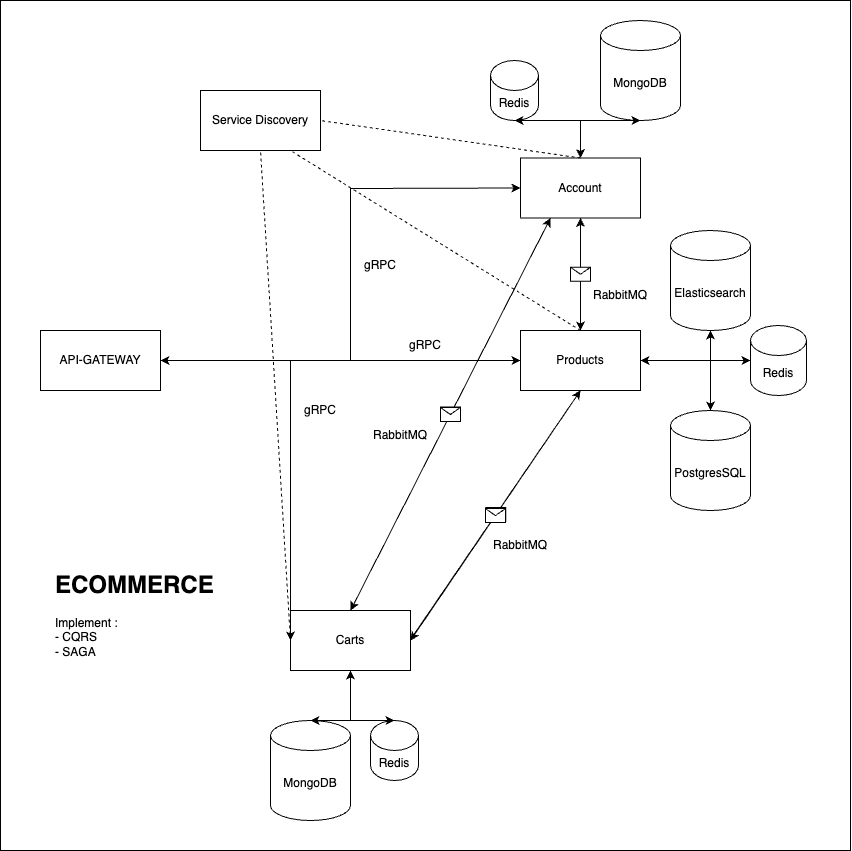 MongoDB
Redis
Service Discovery
Account
gRPC
RabbitMQ
Elasticsearch
API-GATEWAY
gRPC
Products
Redis
gRPC
RabbitMQ
PostgresSQL
RabbitMQ
ECOMMERCE
Implement :
- CQRS
- SAGA
Carts
MongoDB
Redis